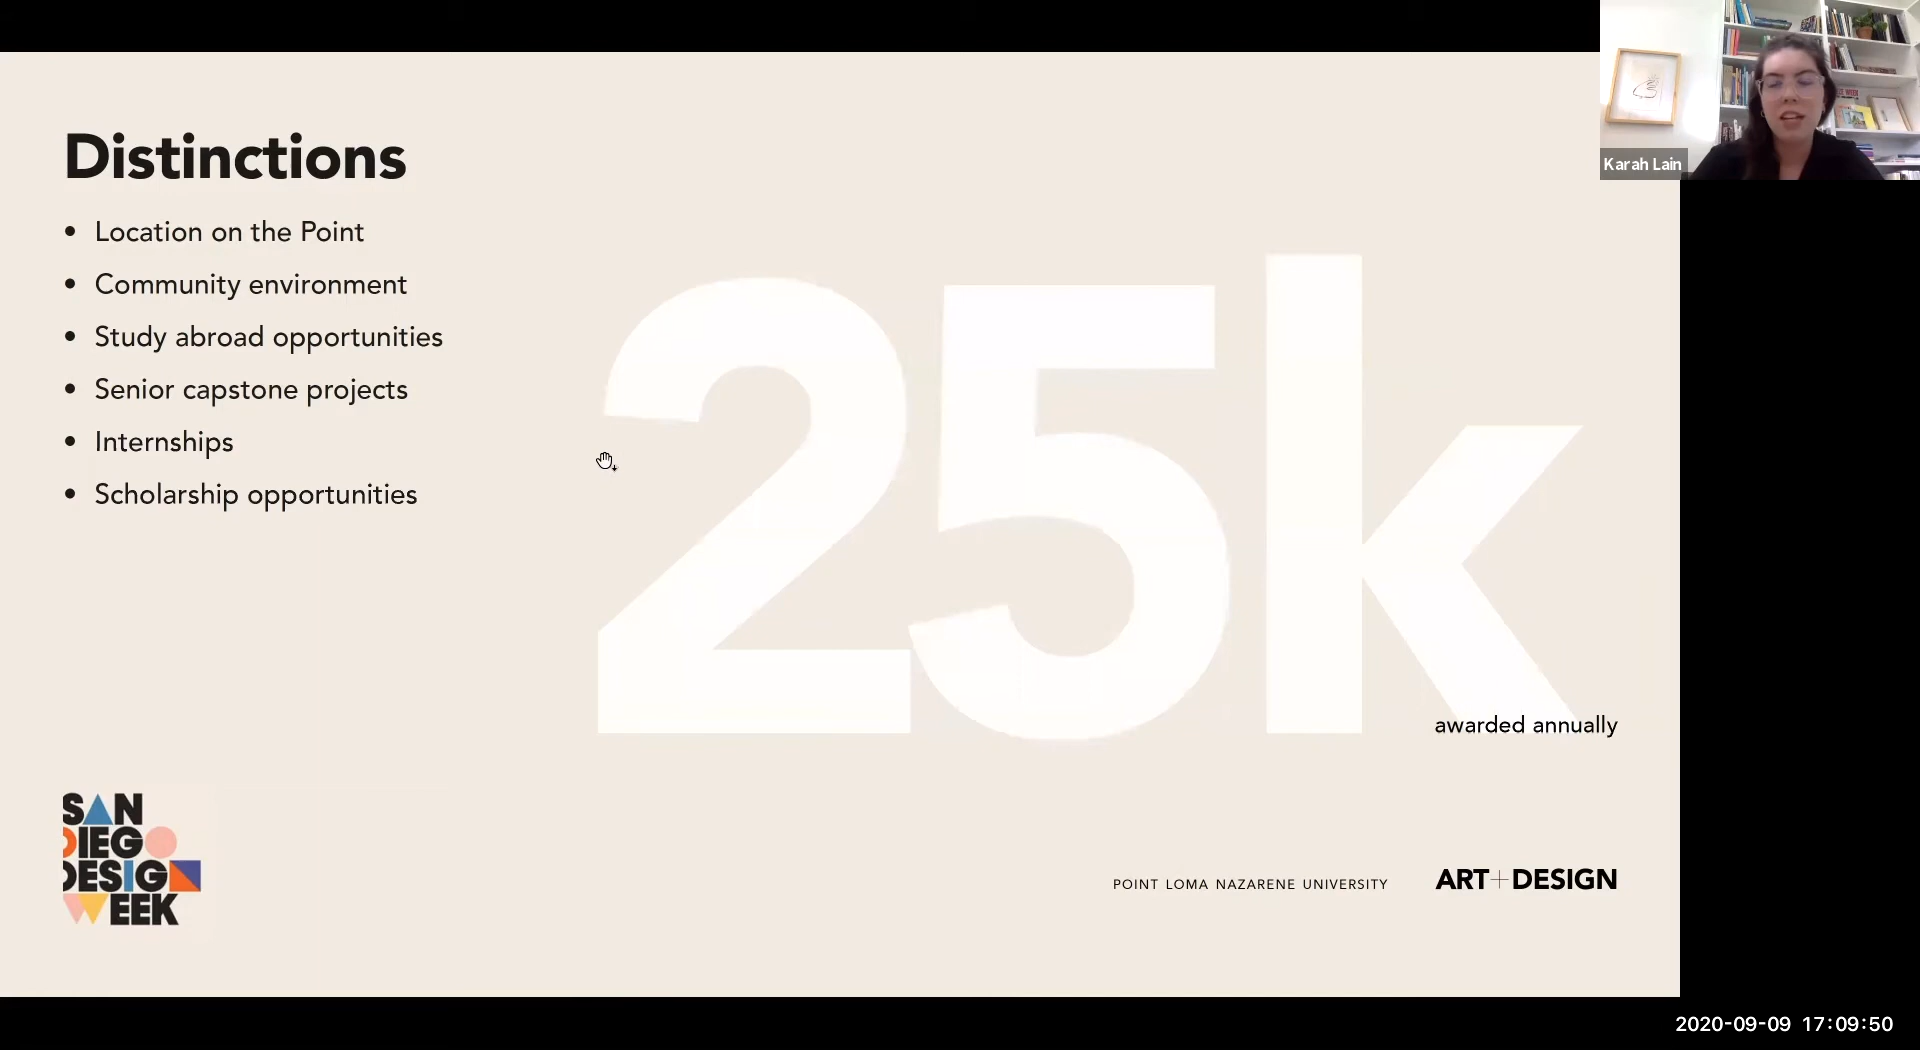 Karah Lain
Distinctions
• Location on the Point
• Community environment
• Study abroad opportunities
• Senior capstone projects
• Internships
• Scholarship opportunities
25k
awarded annually
SAN
DIEGO
DESIGN
WEEK
POINT LOMA NAZARENE UNIVERSITY
ART+DESIGN
2020-09-09 17:09:50